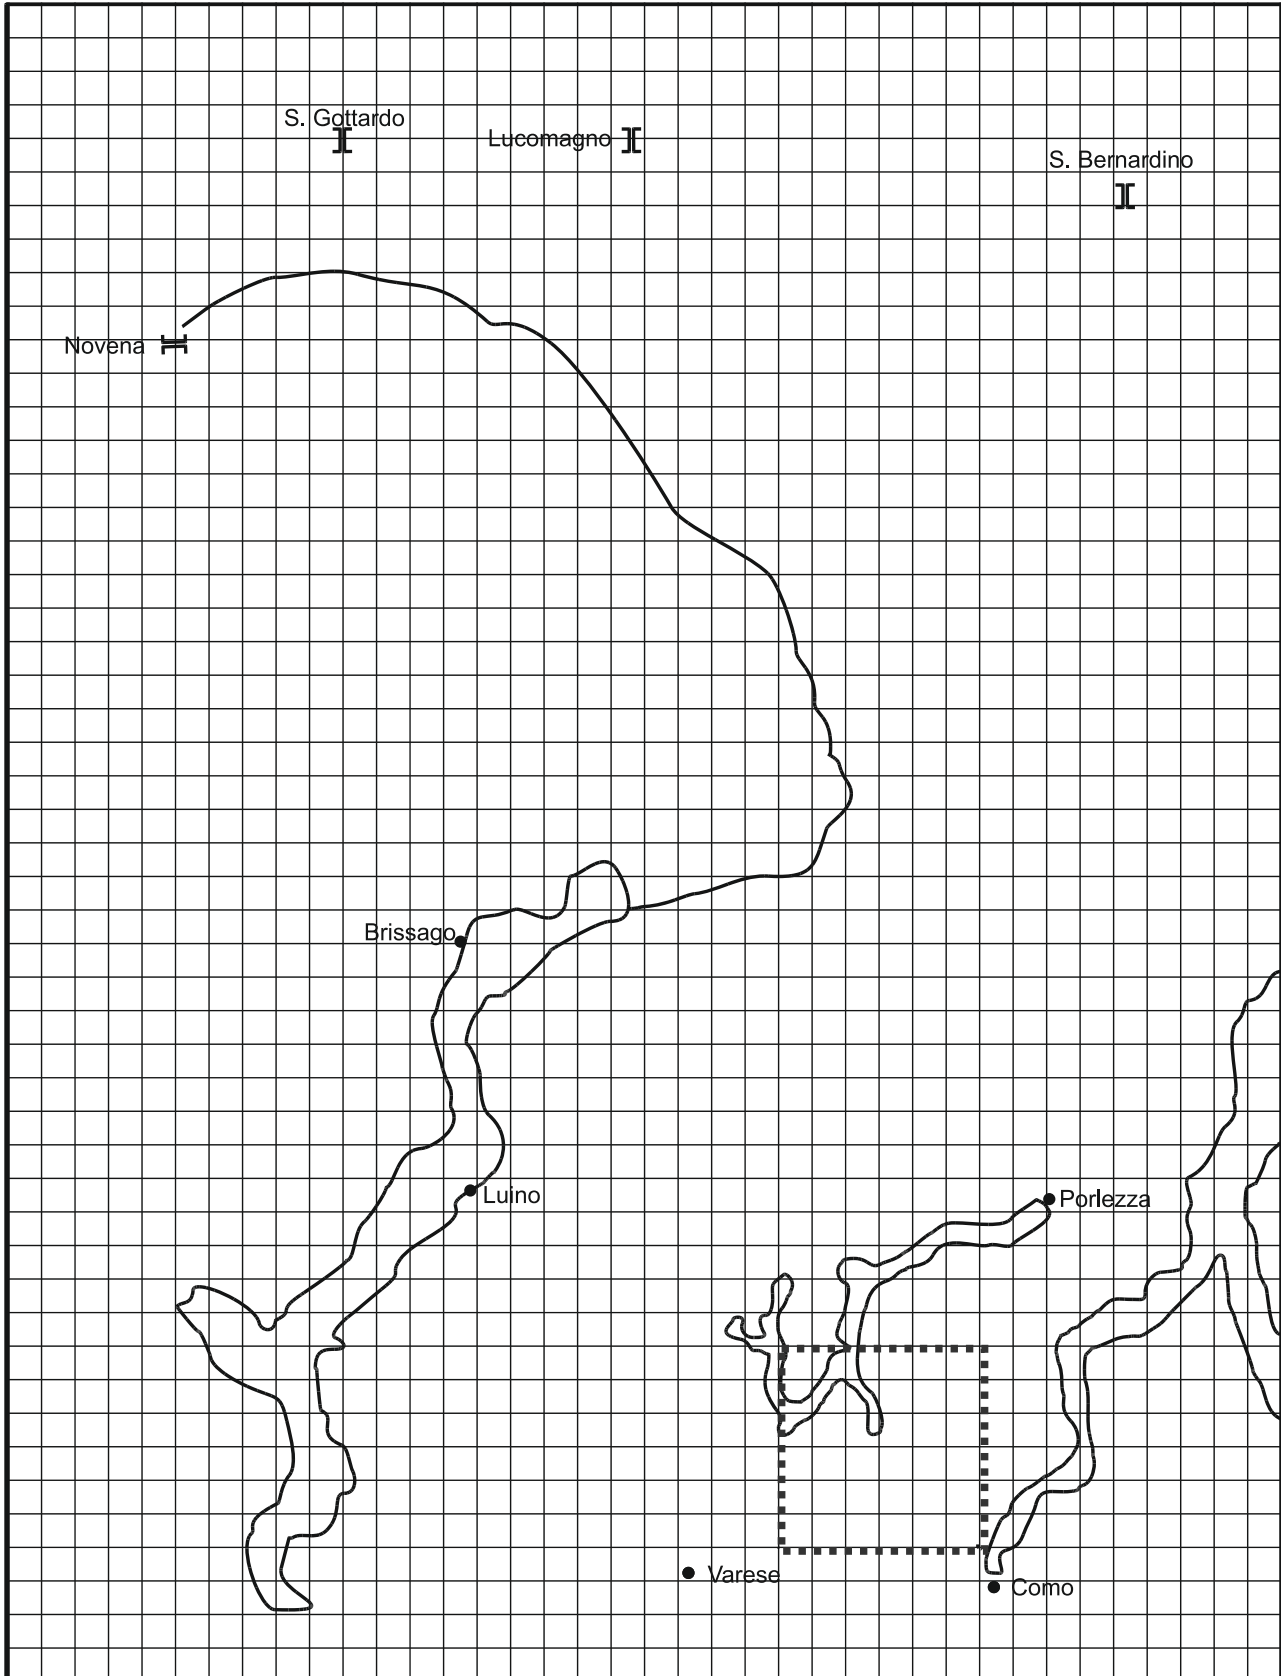 S. Gottardo
Lucomagno
S. Bernardino
Novena
Brissago
Luino
Porlezza
Varese
Como